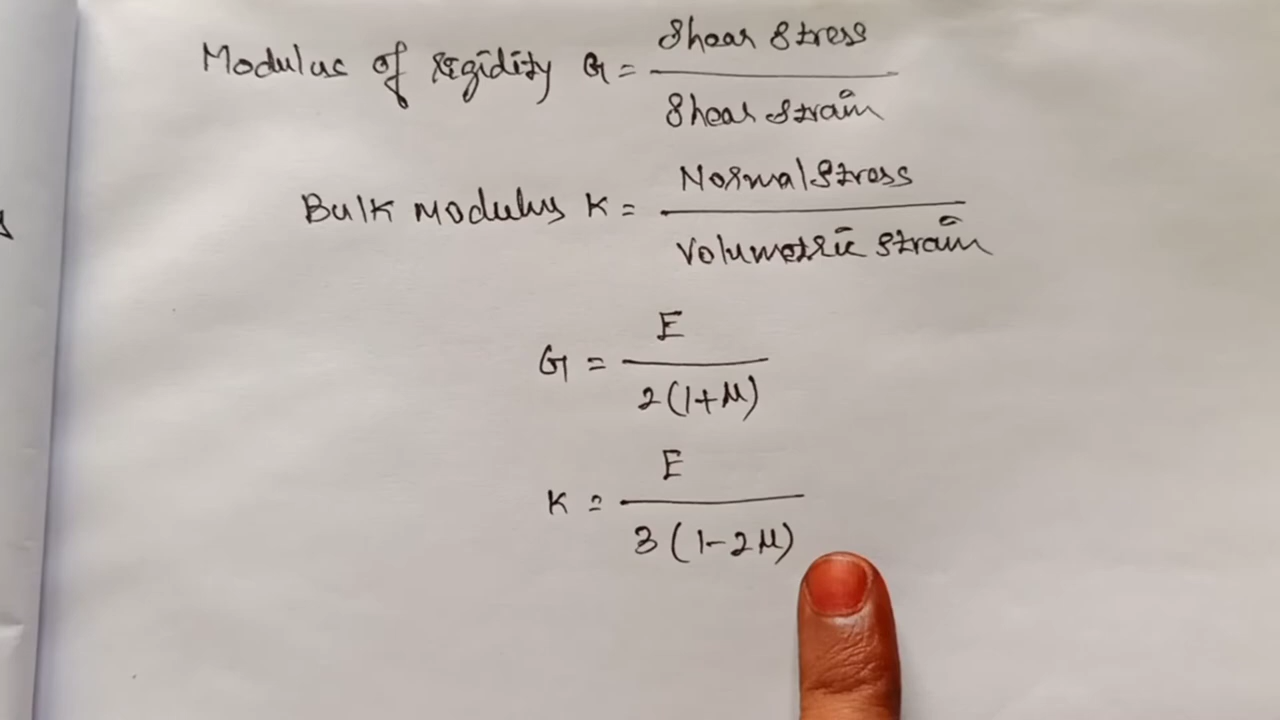 Modulus of rigidity G = Shear Stress / Shear Strain
Bulk Modulus K = Normal Stress / Volumetric Strain
G = E / 2(1+μ)
K = E / 3(1-2μ)